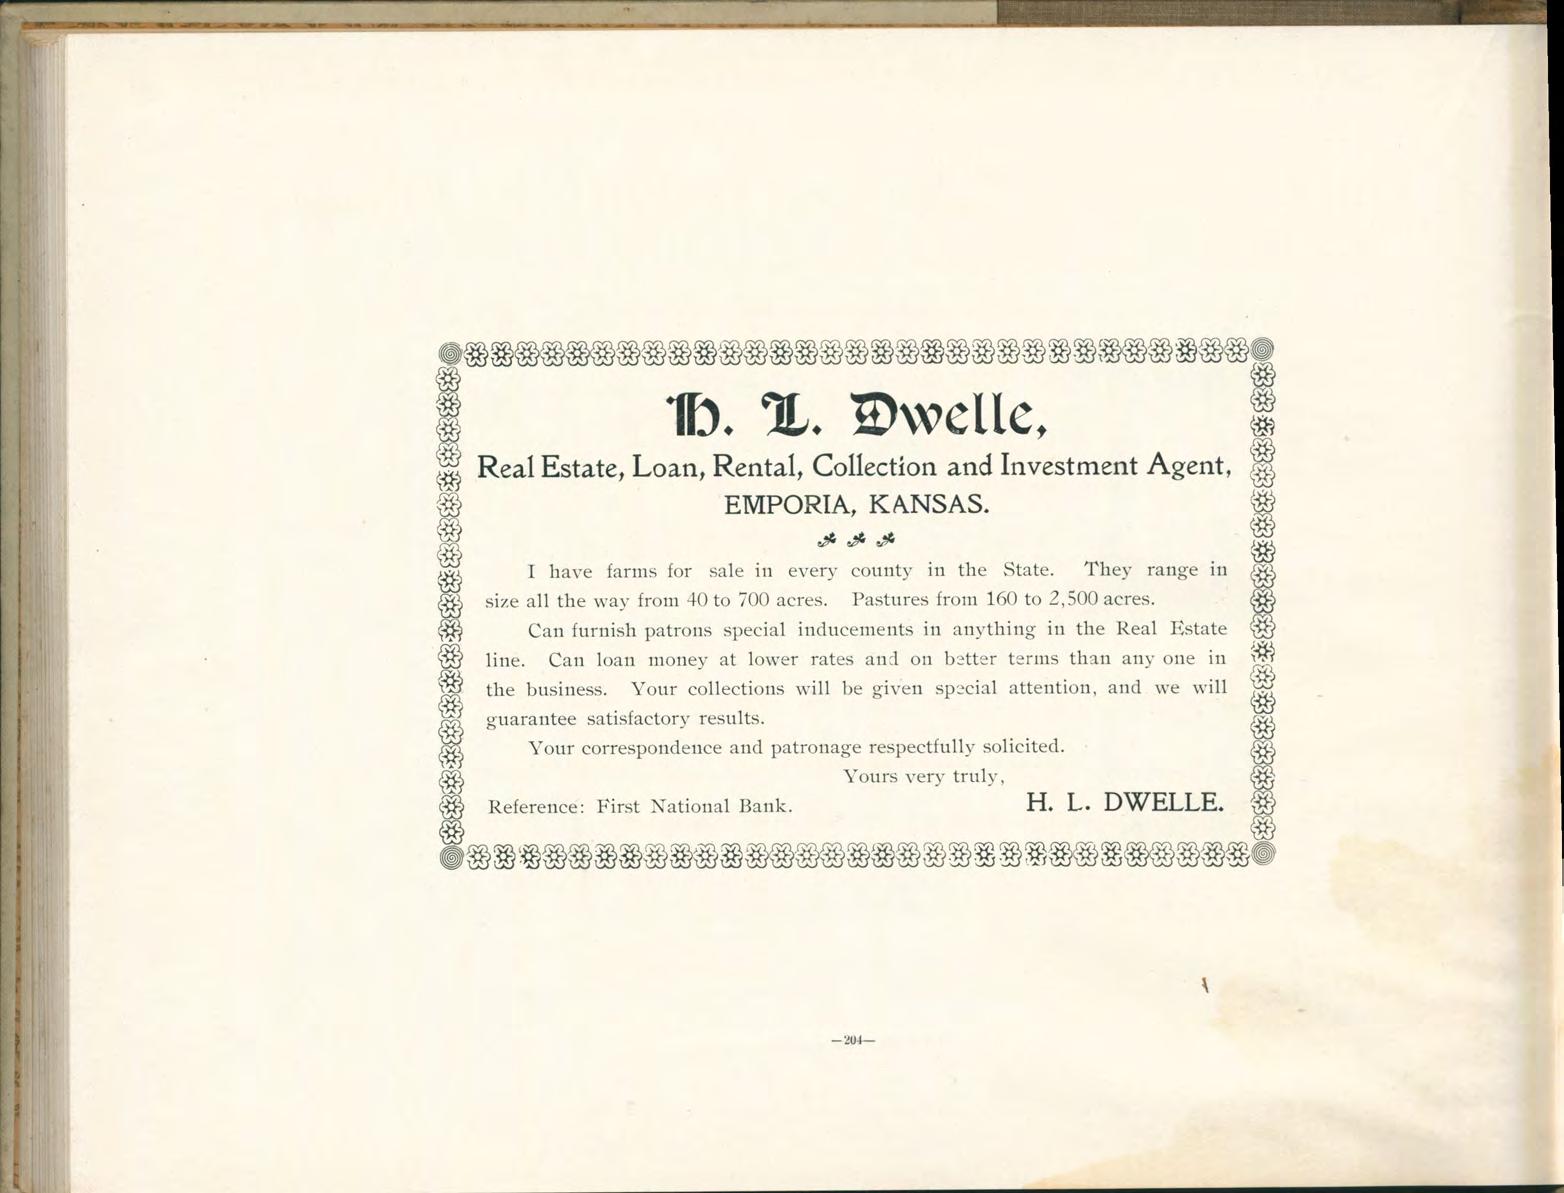 H. L. Dwelle,
Real Estate, Loan, Rental, Collection and Investment Agent,
EMPORIA, KANSAS.
I have farms for sale in every county in the State. They range in
size all the way from 40 to 700 acres. Pastures from 160 to 2,500 acres.
Can furnish patrons special inducements in anything in the Real Estate
line. Can loan money at lower rates and on better terms than any one in
the business. Your collections will be given special attention, and we will
guarantee satisfactory results.
Your correspondence and patronage respectfully solicited.
Yours very truly,
Reference: First National Bank. H. L. DWELLE.
—204—